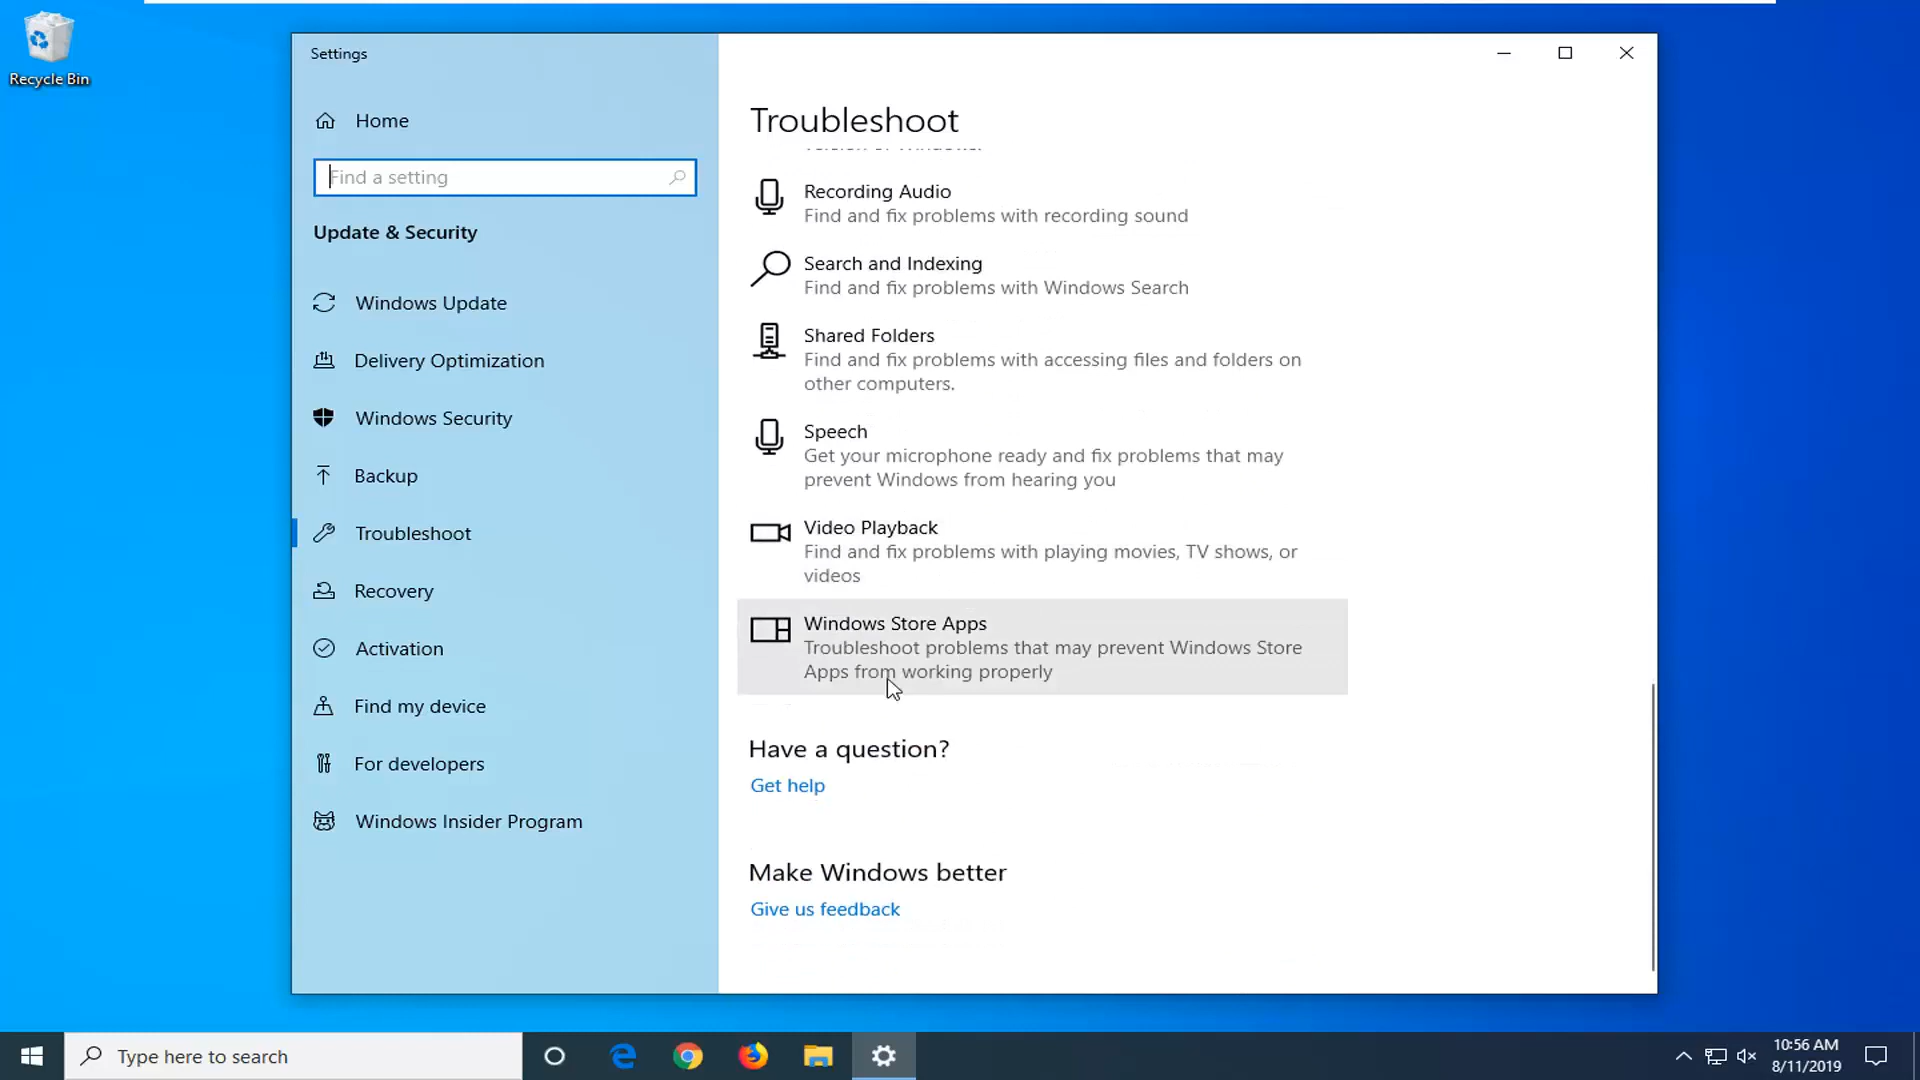 Recycle Bin
Settings
Home
Find a setting
Update & Security
Windows Update
Delivery Optimization
Windows Security
Backup
Troubleshoot
Recovery
Activation
Find my device
For developers
Windows Insider Program
Troubleshoot
Recording Audio
Find and fix problems with recording sound
Search and Indexing
Find and fix problems with Windows Search
Shared Folders
Find and fix problems with accessing files and folders on
other computers.
Speech
Get your microphone ready and fix problems that may
prevent Windows from hearing you
Video Playback
Find and fix problems with playing movies, TV shows, or
videos
Windows Store Apps
Troubleshoot problems that may prevent Windows Store
Apps from working properly
Have a question?
Get help
Make Windows better
Give us feedback
Type here to search
10:56 AM
8/11/2019